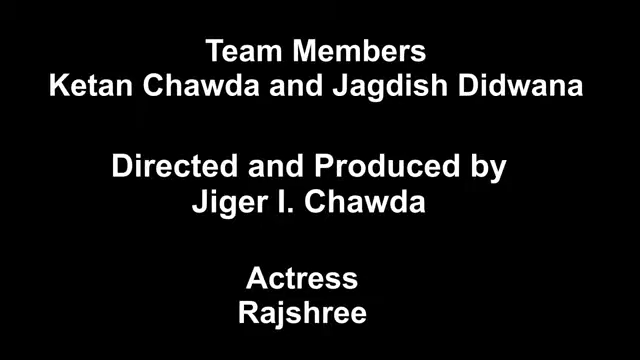 Team Members
Ketan Chawda and Jagdish Didwana
Directed and Produced by
Jiger I. Chawda
Actress
Rajshree